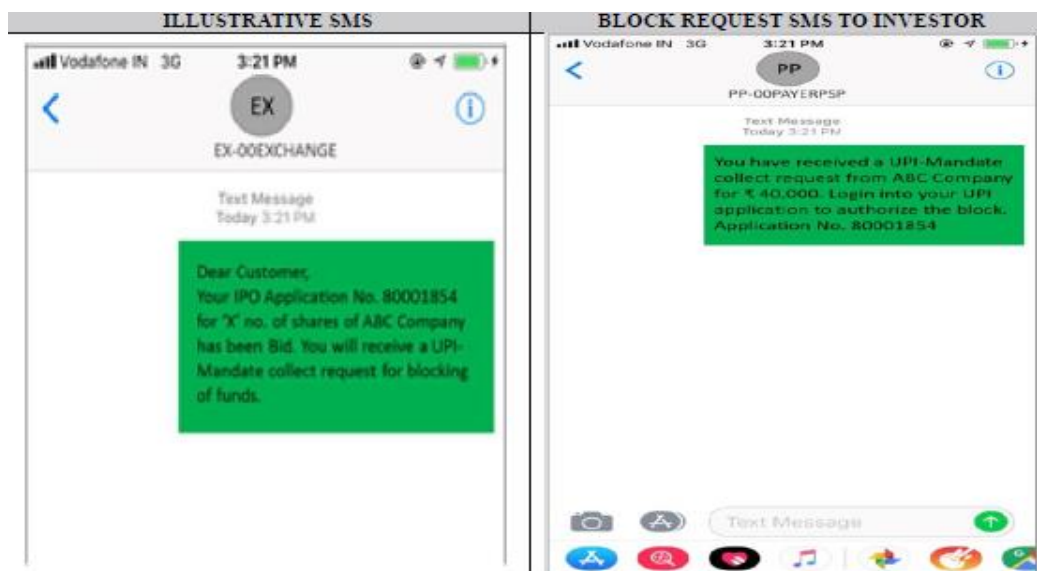 ILLUSTRATIVE SMS
Vodafone IN 3G 3:21 PM
EX
EX-00EXCHANGE
Text Message
Today 3:21 PM
Dear Customer,
Your IPO Application No. 80001854
for 'X' no. of shares of ABC Company
has been Bid. You will receive a UPI-
Mandate collect request for blocking
of funds.
BLOCK REQUEST SMS TO INVESTOR
Vodafone IN 3G 3:21 PM
PP
PP-00PAYERPSP
Text Message
Today 3:21 PM
You have received a UPI-Mandate
collect request from ABC Company
for ₹ 40,000. Login into your UPI
application to authorize the block.
Application No. 80001854
Text Message